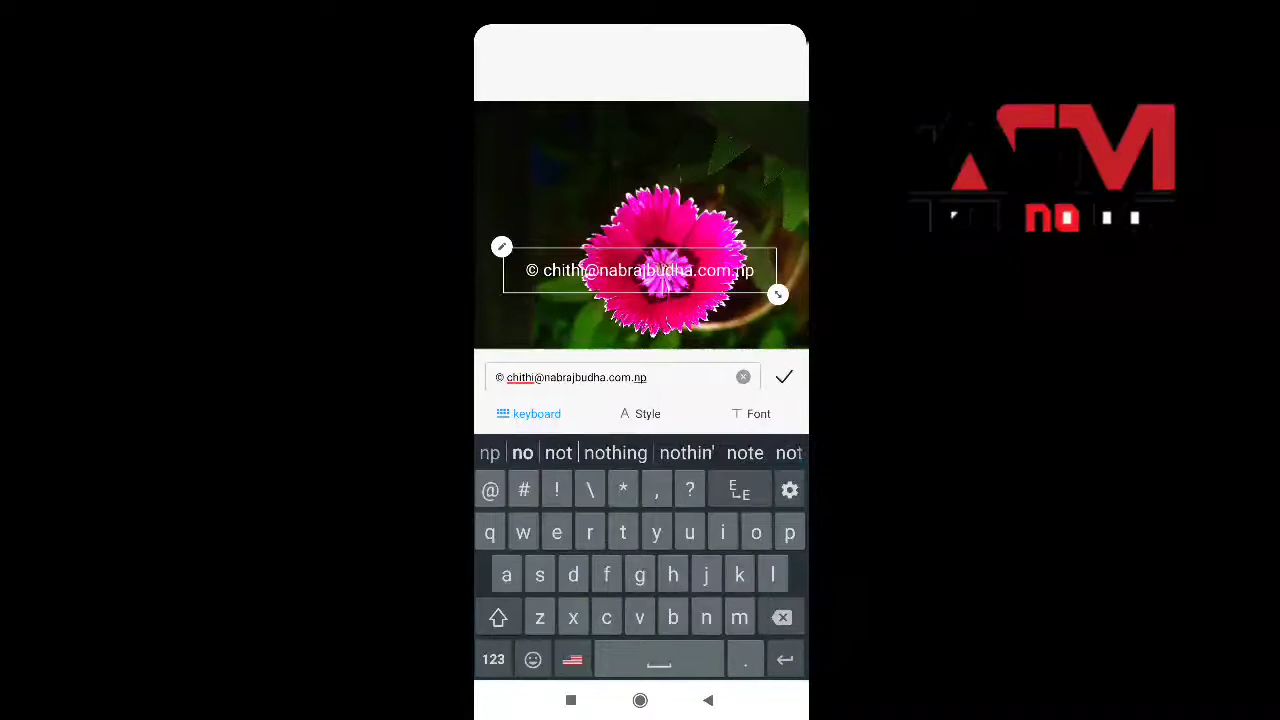 © chithi@nabrajbudha.com.np
© chithi@nabrajbudha.com.np
keyboard
A Style
T Font
np no not nothing nothin' note not
@ # ! \ * , ? E E
q w e r t y u i o p
a s d f g h j k l
z x c v b n m
123 .